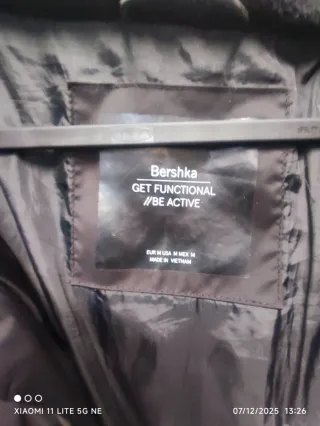 Bershka
GET FUNCTIONAL
//BE ACTIVE
EUR M USA M MEX M
MADE IN VIETNAM
XIAOMI 11 LITE 5G NE
07/12/2025 13:26